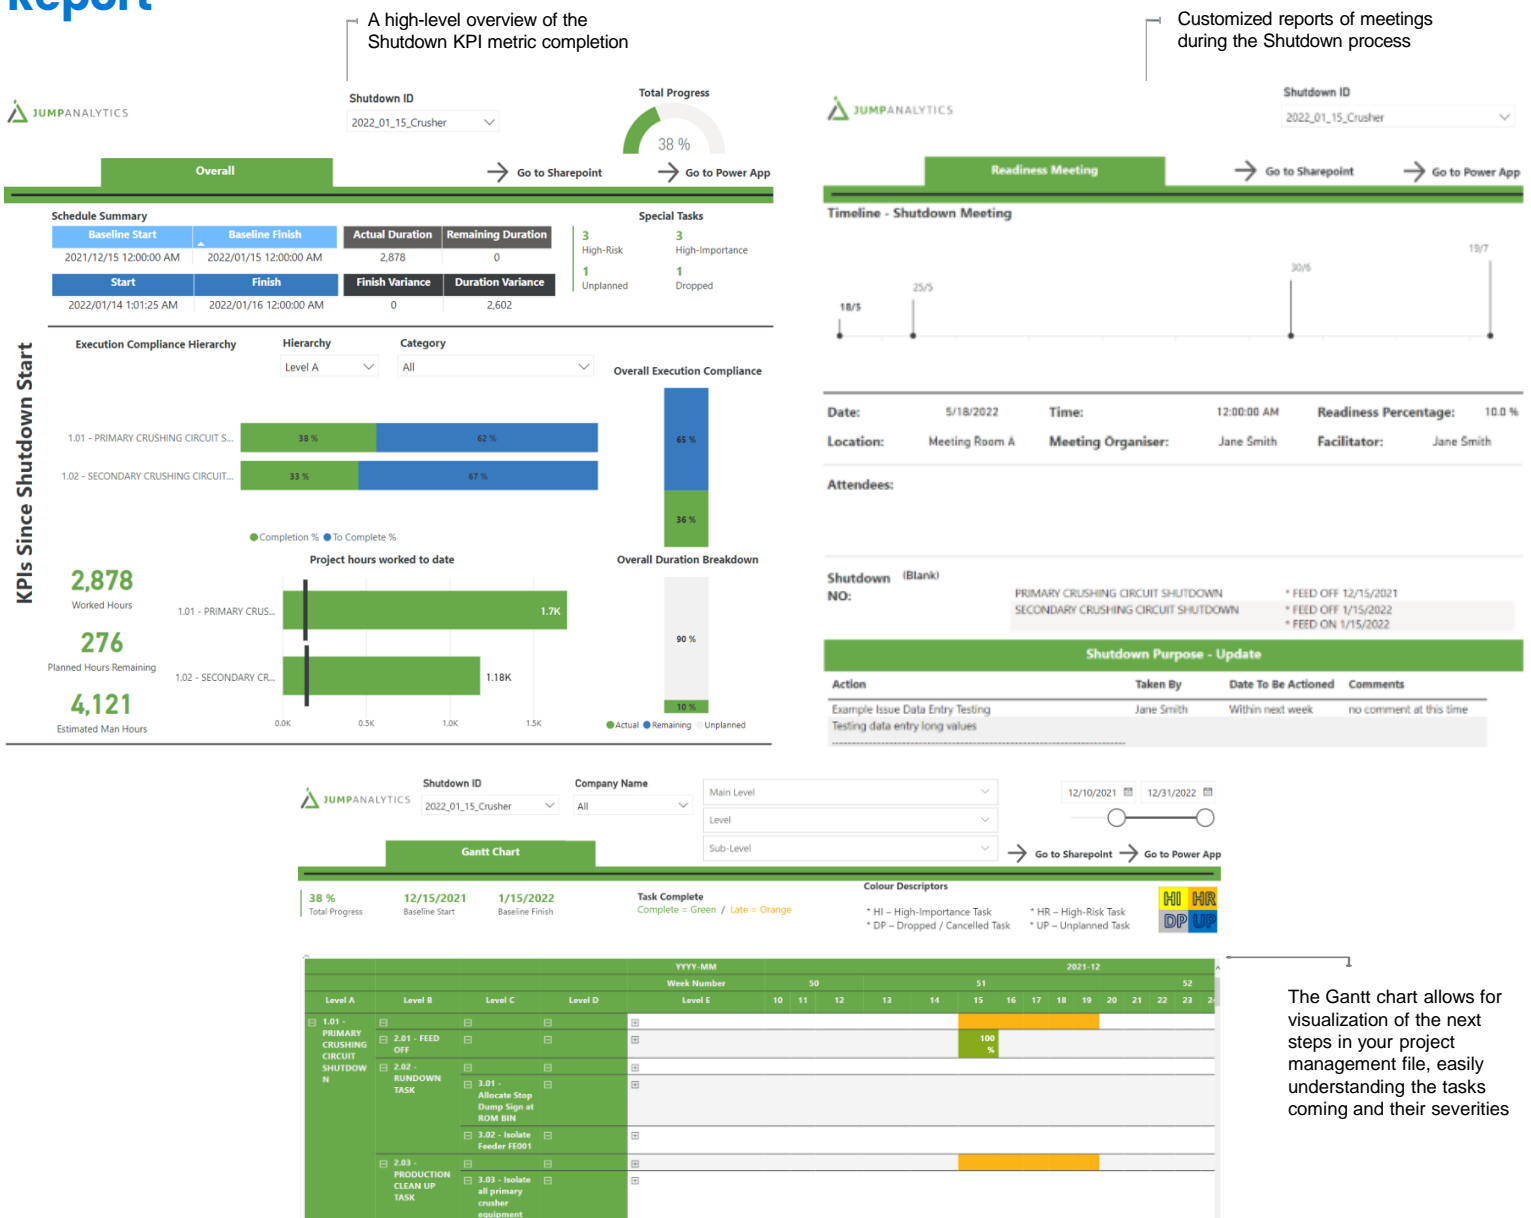 Report
A high-level overview of the
Shutdown KPI metric completion
Customized reports of meetings
during the Shutdown process
JUMPANALYTICS
Shutdown ID
2022_01_15_Crusher
Total Progress
38 %
Overall
Go to Sharepoint
Go to Power App
Schedule Summary
Baseline Start
Baseline Finish
Actual Duration
Remaining Duration
2021/12/15 12:00:00 AM
2022/01/15 12:00:00 AM
2,878
0
Start
Finish
Finish Variance
Duration Variance
2022/01/14 1:01:25 AM
2022/01/16 12:00:00 AM
0
2,602
Special Tasks
3
High-Risk
3
High-Importance
1
Unplanned
1
Dropped
KPIs Since Shutdown Start
Execution Compliance Hierarchy
Hierarchy
Level A
Category
All
Overall Execution Compliance
1.01 - PRIMARY CRUSHING CIRCUIT S...
38 %
62 %
1.02 - SECONDARY CRUSHING CIRCUIT...
33 %
67 %
Completion %
To Complete %
65 %
36 %
2,878
Worked Hours
276
Planned Hours Remaining
4,121
Estimated Man Hours
Project hours worked to date
1.01 - PRIMARY CRUS...
1.7K
1.02 - SECONDARY CR...
1.18K
0.0K
0.5K
1.0K
1.5K
Overall Duration Breakdown
90 %
10 %
Actual
Remaining
Unplanned
JUMPANALYTICS
Shutdown ID
2022_01_15_Crusher
Readiness Meeting
Go to Sharepoint
Go to Power App
Timeline - Shutdown Meeting
18/5
25/5
30/6
19/7
Date:
5/18/2022
Time:
12:00:00 AM
Readiness Percentage:
10.0 %
Location:
Meeting Room A
Meeting Organiser:
Jane Smith
Facilitator:
Jane Smith
Attendees:
Shutdown
NO:
(Blank)
PRIMARY CRUSHING CIRCUIT SHUTDOWN
* FEED OFF 12/15/2021
SECONDARY CRUSHING CIRCUIT SHUTDOWN
* FEED OFF 1/15/2022
* FEED ON 1/15/2022
Shutdown Purpose - Update
Action
Taken By
Date To Be Actioned
Comments
Example Issue Data Entry Testing
Jane Smith
Within next week
no comment at this time
Testing data entry long values
JUMPANALYTICS
Shutdown ID
2022_01_15_Crusher
Company Name
All
Main Level
Level
Sub-Level
12/10/2021
12/31/2022
Gantt Chart
Go to Sharepoint
Go to Power App
38 %
Total Progress
12/15/2021
Baseline Start
1/15/2022
Baseline Finish
Task Complete
Complete = Green / Late = Orange
Colour Descriptors
* HI – High-Importance Task
* HR – High-Risk Task
* DP – Dropped / Cancelled Task
* UP – Unplanned Task
HI HR
DP UP
YYYY-MM
2021-12
Week Number
50
51
52
Level A
Level B
Level C
Level D
Level E
10 11 12 13 14 15 16 17 18 19 20 21 22 23 24
1.01 -
PRIMARY
CRUSHING
CIRCUIT
SHUTDOW
N
2.01 - FEED
OFF
100
%
2.02 -
RUNDOWN
TASK
3.01 -
Allocate Stop
Dump Sign at
ROM BIN
3.02 - Isolate
Feeder FE001
2.03 -
PRODUCTION
CLEAN UP
TASK
3.03 - Isolate
all primary
crusher
equipment
The Gantt chart allows for
visualization of the next
steps in your project
management file, easily
understanding the tasks
coming and their severities